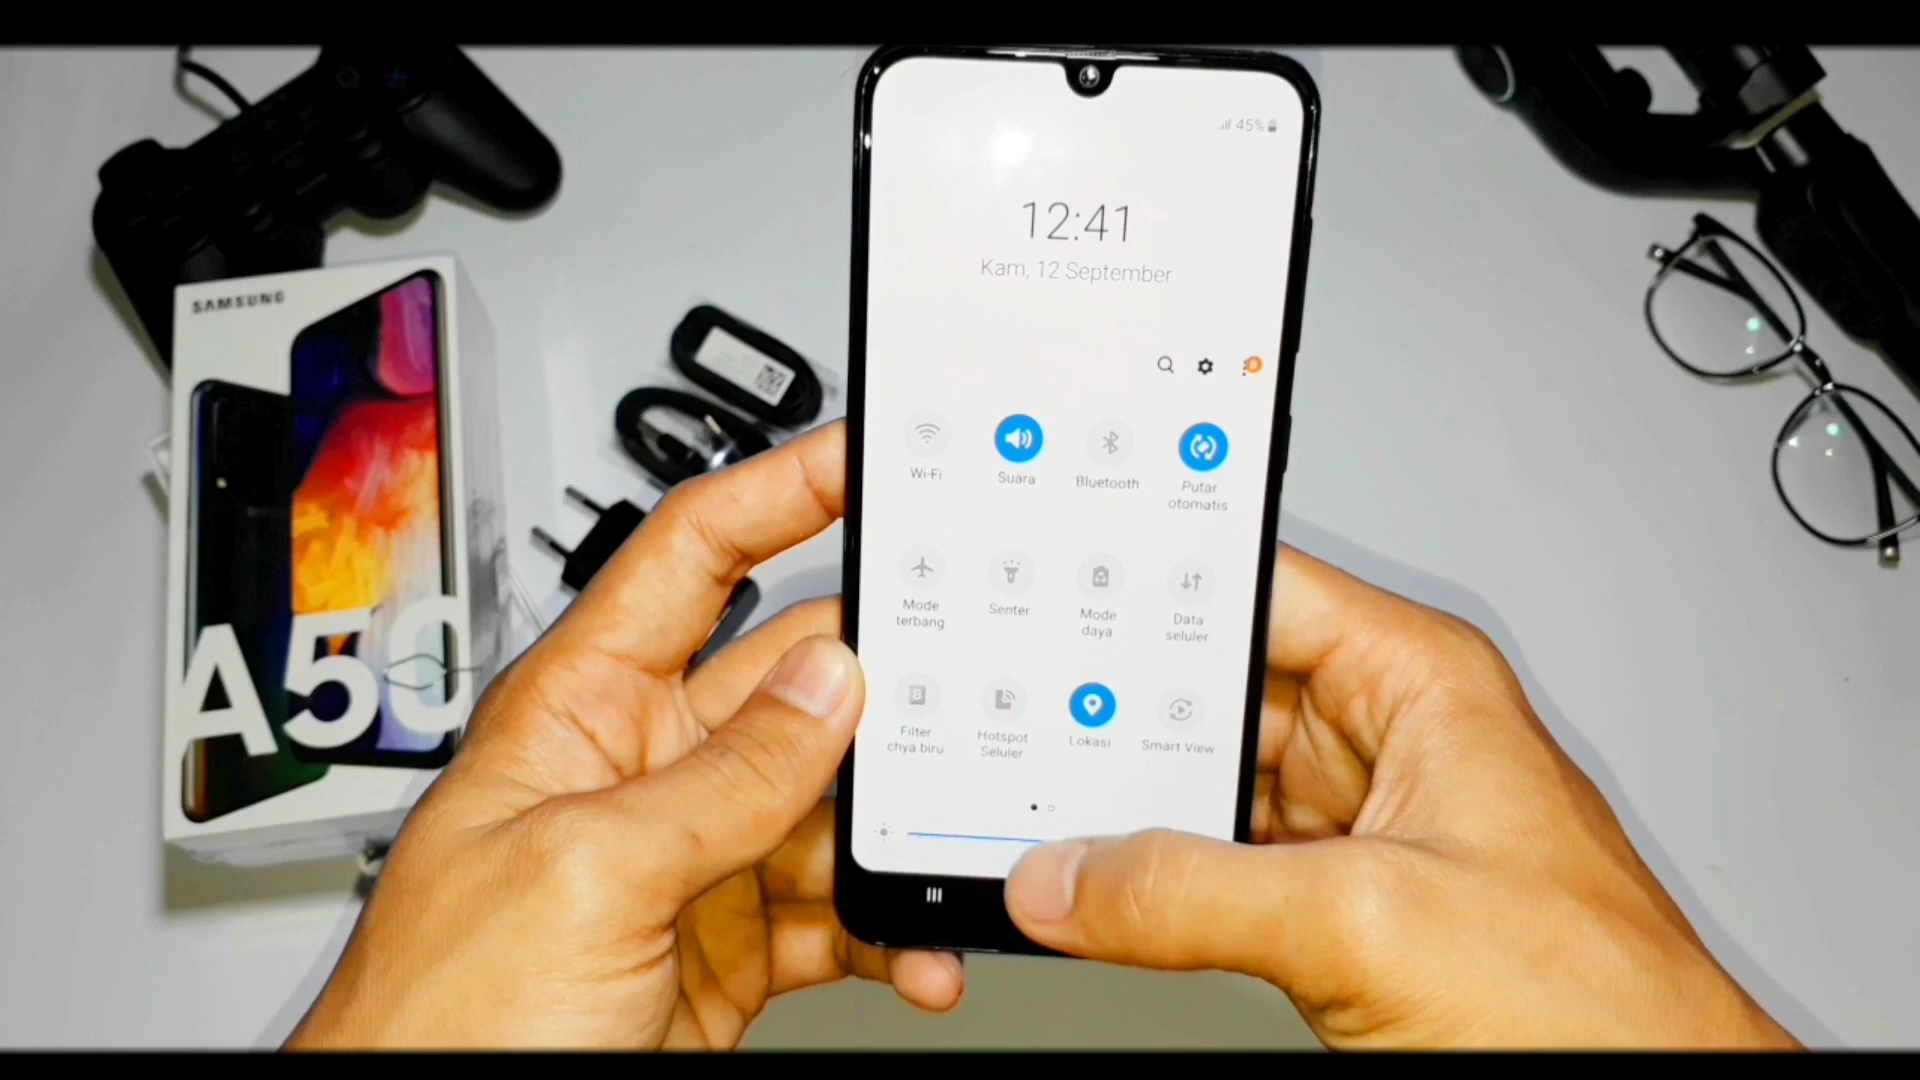 SAMSUNG
A50
45%
12:41
Kam, 12 September
Wi-Fi
Suara
Bluetooth
Putar
otomatis
Mode
terbang
Senter
Mode
daya
Data
seluler
Filter
chya biru
Hotspot
Seluler
Lokasi
Smart View